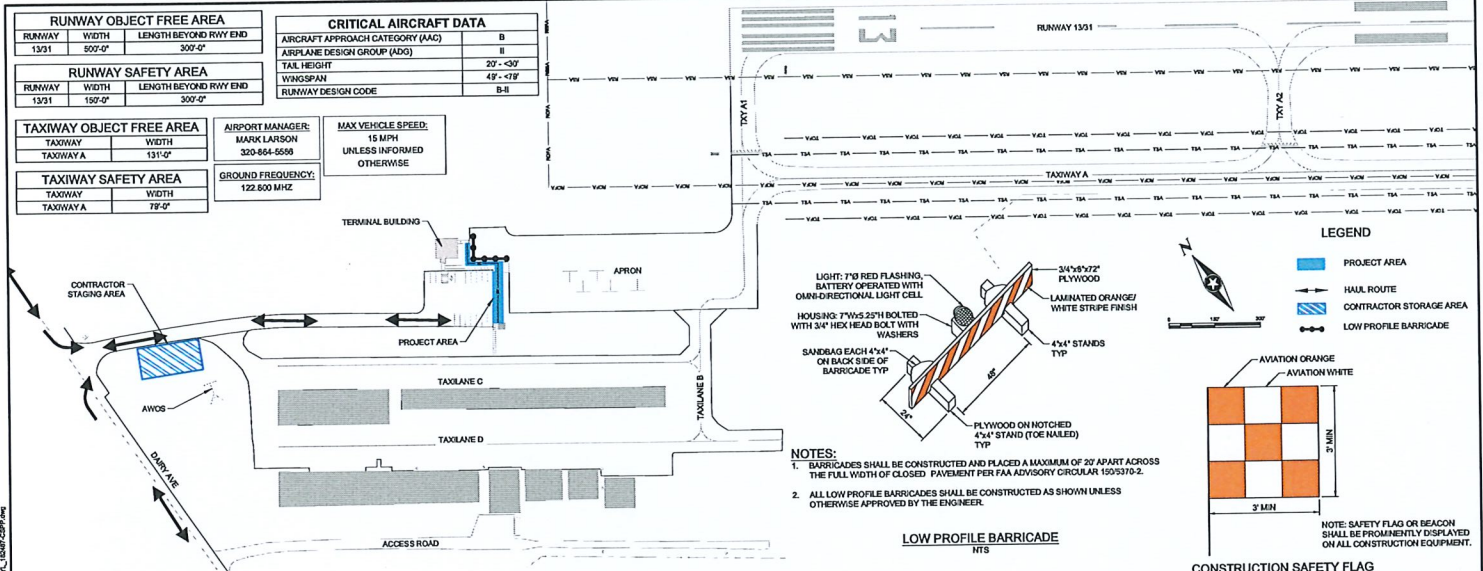 RUNWAY OBJECT FREE AREA
RUNWAY WIDTH LENGTH BEYOND RWY END
13/31 500'-0" 300'-0"
RUNWAY SAFETY AREA
RUNWAY WIDTH LENGTH BEYOND RWY END
13/31 150'-0" 300'-0"
TAXIWAY OBJECT FREE AREA
TAXIWAY WIDTH
TAXIWAY A 131'-0"
TAXIWAY SAFETY AREA
TAXIWAY WIDTH
TAXIWAY A 79'-0"
CRITICAL AIRCRAFT DATA
AIRCRAFT APPROACH CATEGORY (AAC) B
AIRPLANE DESIGN GROUP (ADG) II
TAIL HEIGHT 20' - <30'
WINGSPAN 49' - <79'
RUNWAY DESIGN CODE B-II
AIRPORT MANAGER:
MARK LARSON
320-864-5586
GROUND FREQUENCY:
122.800 MHZ
MAX VEHICLE SPEED:
15 MPH
UNLESS INFORMED
OTHERWISE
RUNWAY 13/31
TXY A1
TXY A2
TAXIWAY A
TERMINAL BUILDING
APRON
CONTRACTOR
STAGING AREA
PROJECT AREA
AWOS
TAXILANE C
TAXILANE B
TAXILANE D
DAIRY AVE
ACCESS ROAD
LIGHT: 7"Ø RED FLASHING,
BATTERY OPERATED WITH
OMNI-DIRECTIONAL LIGHT CELL
HOUSING: 7"Wx5.25"H BOLTED
WITH 3/4" HEX HEAD BOLT WITH
WASHERS
SANDBAG EACH 4"x4"
ON BACK SIDE OF
BARRICADE TYP
3/4"x8"x72"
PLYWOOD
LAMINATED ORANGE/
WHITE STRIPE FINISH
4"x4" STANDS
TYP
48"
24"
PLYWOOD ON NOTCHED
4"x4" STAND (TOE NAILED)
TYP
NOTES:
1. BARRICADES SHALL BE CONSTRUCTED AND PLACED A MAXIMUM OF 20' APART ACROSS
THE FULL WIDTH OF CLOSED PAVEMENT PER FAA ADVISORY CIRCULAR 150/5370-2.
2. ALL LOW PROFILE BARRICADES SHALL BE CONSTRUCTED AS SHOWN UNLESS
OTHERWISE APPROVED BY THE ENGINEER.
LOW PROFILE BARRICADE
NTS
LEGEND
PROJECT AREA
HAUL ROUTE
CONTRACTOR STORAGE AREA
LOW PROFILE BARRICADE
N
0 150' 300'
AVIATION ORANGE
AVIATION WHITE
3' MIN
3' MIN
NOTE: SAFETY FLAG OR BEACON
SHALL BE PROMINENTLY DISPLAYED
ON ALL CONSTRUCTION EQUIPMENT.
CONSTRUCTION SAFETY FLAG